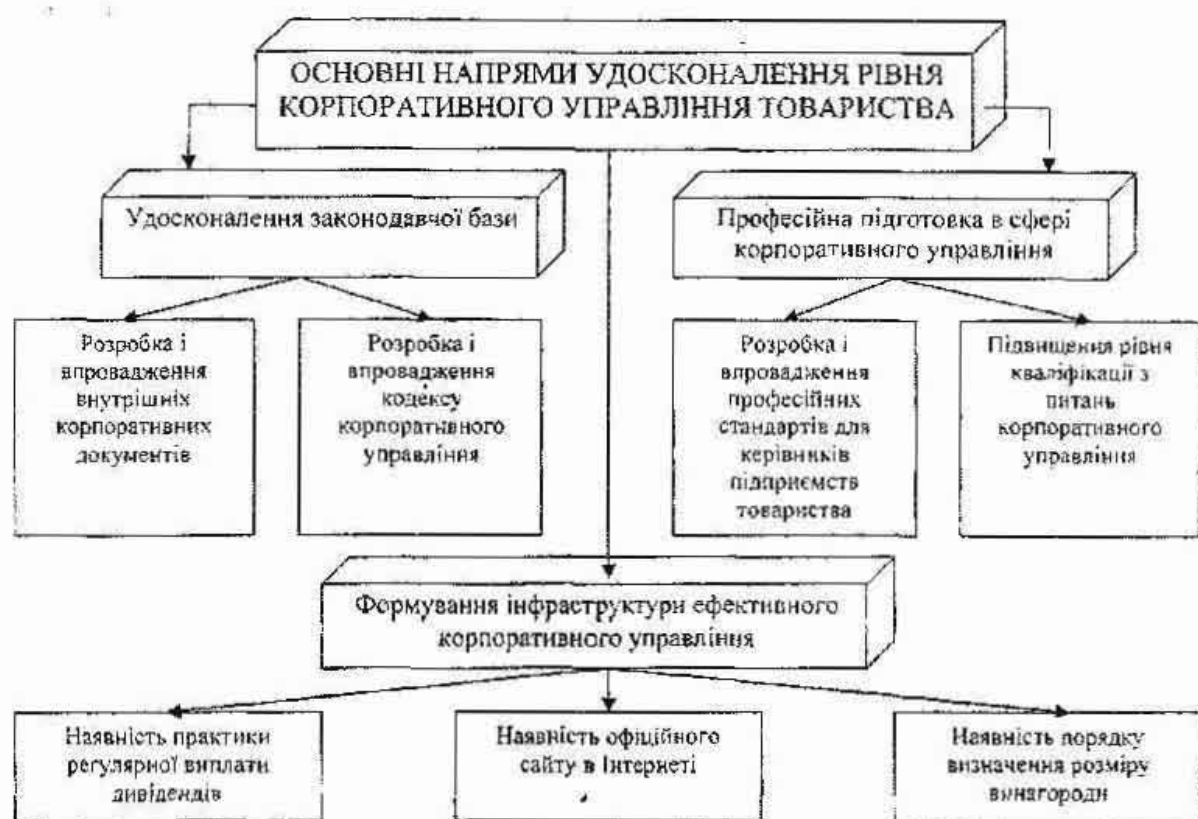 ОСНОВНІ НАПРЯМИ УДОСКОНАЛЕННЯ РІВНЯ
КОРПОРАТИВНОГО УПРАВЛІННЯ ТОВАРИСТВА
Удосконалення законодавчої бази
Професійна підготовка в сфері
корпоративного управління
Розробка і
впровадження
внутрішніх
корпоративних
документів
Розробка і
впровадження
кодексу
корпоративного
управління
Розробка і
впровадження
професійних
стандартів для
керівників
підприємств
товариства
Підвищення рівня
кваліфікації з
питань
корпоративного
управління
Формування інфраструктури ефективного
корпоративного управління
Наявність практики
регулярної виплати
дивідендів
Наявність офіційного
сайту в Інтернеті
Наявність порядку
визначення розміру
винагороди